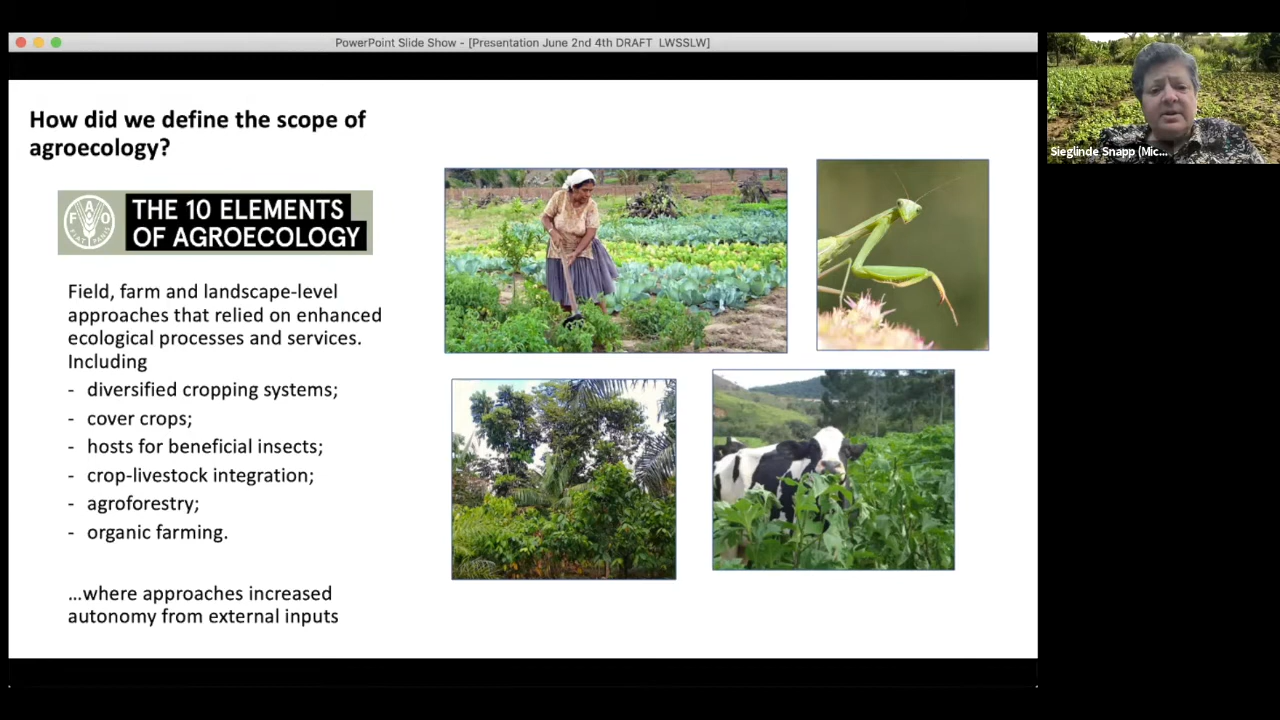 PowerPoint Slide Show - [Presentation June 2nd 4th DRAFT LWSSLW]
How did we define the scope of
agroecology?
F A O
FIAT PANIS
THE 10 ELEMENTS
OF AGROECOLOGY
Field, farm and landscape-level
approaches that relied on enhanced
ecological processes and services.
Including
- diversified cropping systems;
- cover crops;
- hosts for beneficial insects;
- crop-livestock integration;
- agroforestry;
- organic farming.
...where approaches increased
autonomy from external inputs
Sieglinde Snapp (Mic...